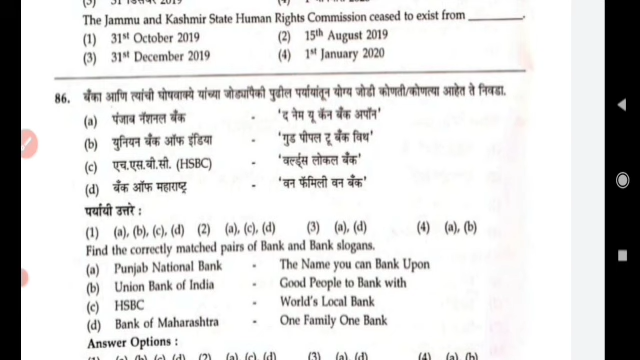 The Jammu and Kashmir State Human Rights Commission ceased to exist from ________.
(1) 31st October 2019 (2) 15th August 2019
(3) 31st December 2019 (4) 1st January 2020
86. बँका आणि त्यांची घोषवाक्ये यांच्या जोड्यांपैकी पुढील पर्यायांतून योग्य जोडी कोणती/कोणत्या आहेत ते निवडा.
(a) पंजाब नॅशनल बँक - 'द नेम यू कॅन बँक अपॉन'
(b) युनियन बँक ऑफ इंडिया - 'गुड पीपल टू बँक विथ'
(c) एच.एस.बी.सी. (HSBC) - 'वर्ल्ड्स लोकल बँक'
(d) बँक ऑफ महाराष्ट्र - 'वन फॅमिली वन बँक'
पर्यायी उत्तरे :
(1) (a), (b), (c), (d) (2) (a), (c), (d) (3) (a), (d) (4) (a), (b)
Find the correctly matched pairs of Bank and Bank slogans.
(a) Punjab National Bank - The Name you can Bank Upon
(b) Union Bank of India - Good People to Bank with
(c) HSBC - World's Local Bank
(d) Bank of Maharashtra - One Family One Bank
Answer Options :
(1) (a), (b), (c), (d) (2) (a), (c), (d) (3) (a), (d) (4) (a), (b)